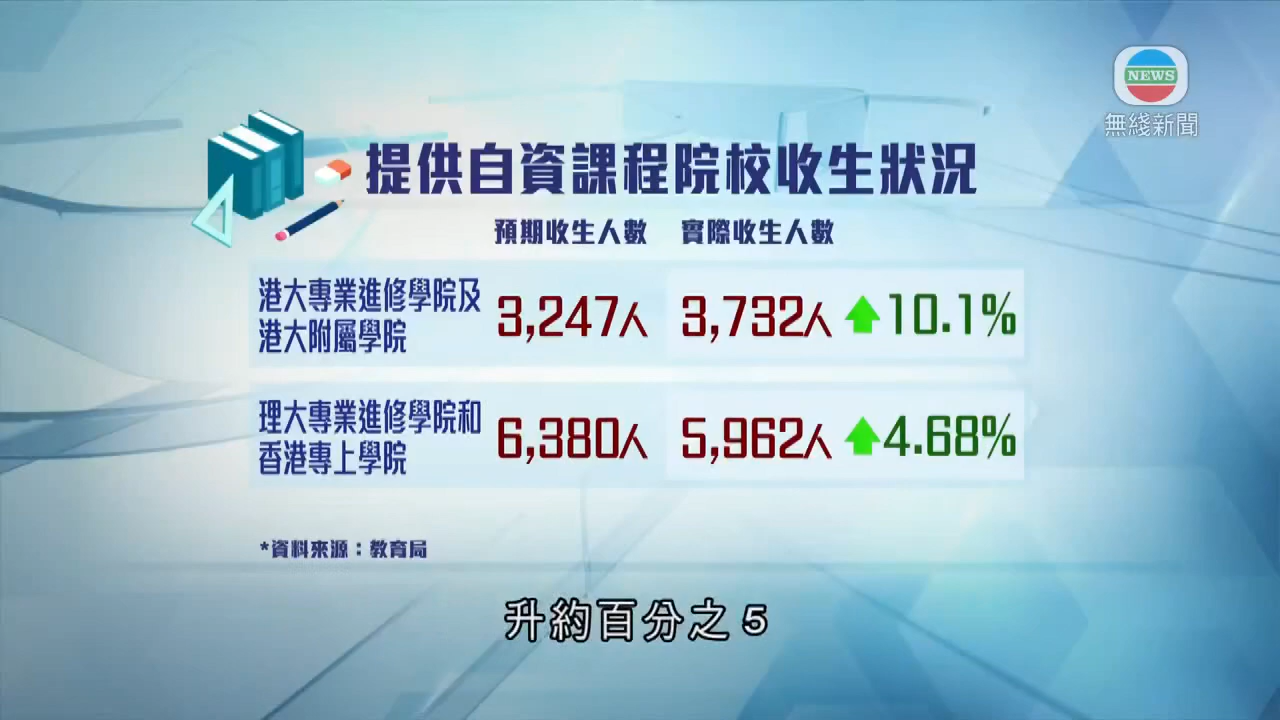 NEWS
無綫新聞
提供自資課程院校收生狀況
預期收生人數 實際收生人數
港大專業進修學院及
港大附屬學院
3,247人 3,732人 10.1%
理大專業進修學院和
香港專上學院
6,380人 5,962人 4.68%
*資料來源：教育局
升約百分之5